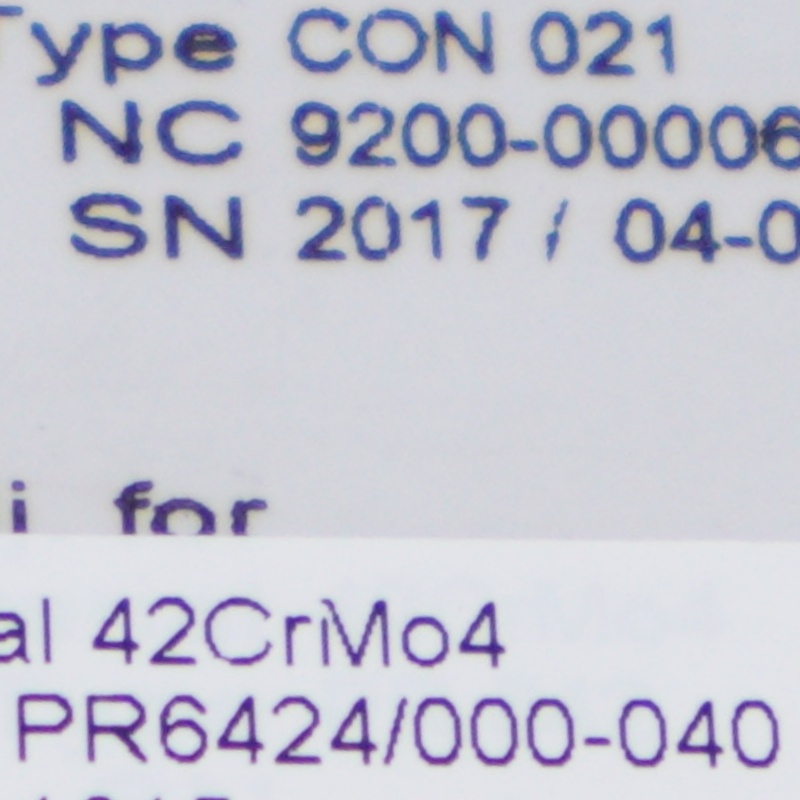 Type CON 021
NC 9200-00006
SN 2017 / 04-0
i for
al 42CrMo4
PR6424/000-040